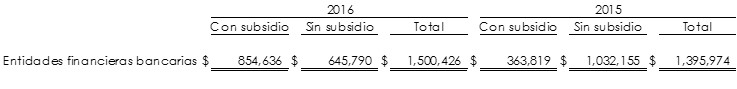 2016 2015
Con subsidio Sin subsidio Total Con subsidio Sin subsidio Total
Entidades financieras bancarias $ 854,636 $ 645,790 $ 1,500,426 $ 363,819 $ 1,032,155 $ 1,395,974